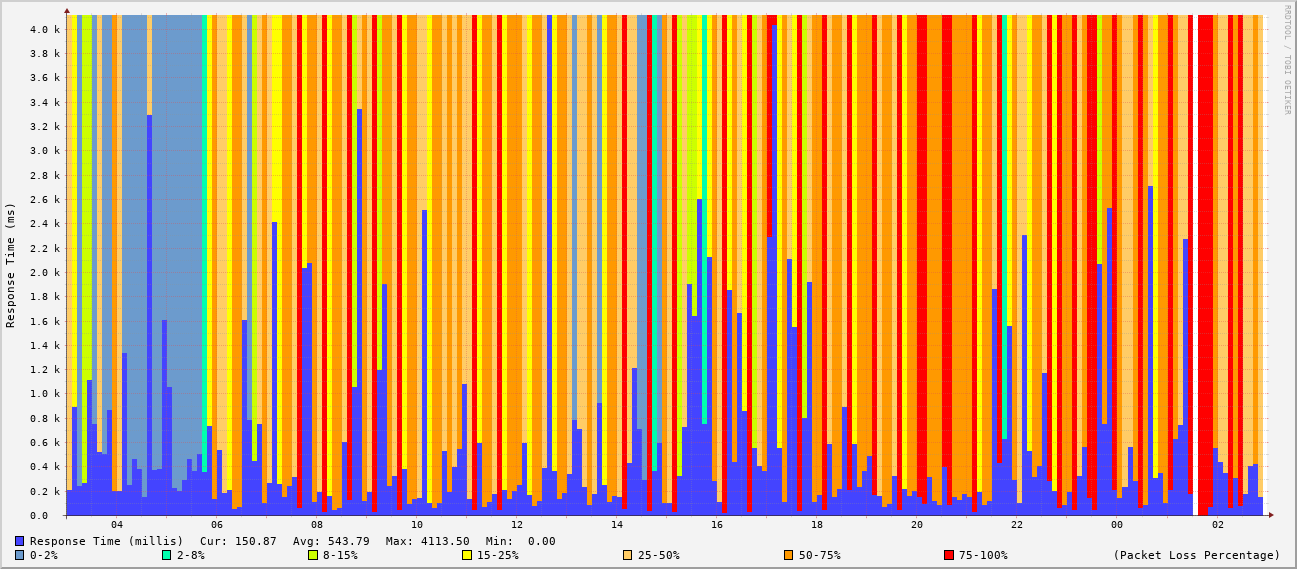 RRDTOOL / TOBI OETIKER
Response Time (ms)
4.0 k
3.8 k
3.6 k
3.4 k
3.2 k
3.0 k
2.8 k
2.6 k
2.4 k
2.2 k
2.0 k
1.8 k
1.6 k
1.4 k
1.2 k
1.0 k
0.8 k
0.6 k
0.4 k
0.2 k
0.0
04 06 08 10 12 14 16 18 20 22 00 02
Response Time (millis) Cur: 150.87 Avg: 543.79 Max: 4113.50 Min: 0.00
0-2% 2-8% 8-15% 15-25% 25-50% 50-75% 75-100% (Packet Loss Percentage)